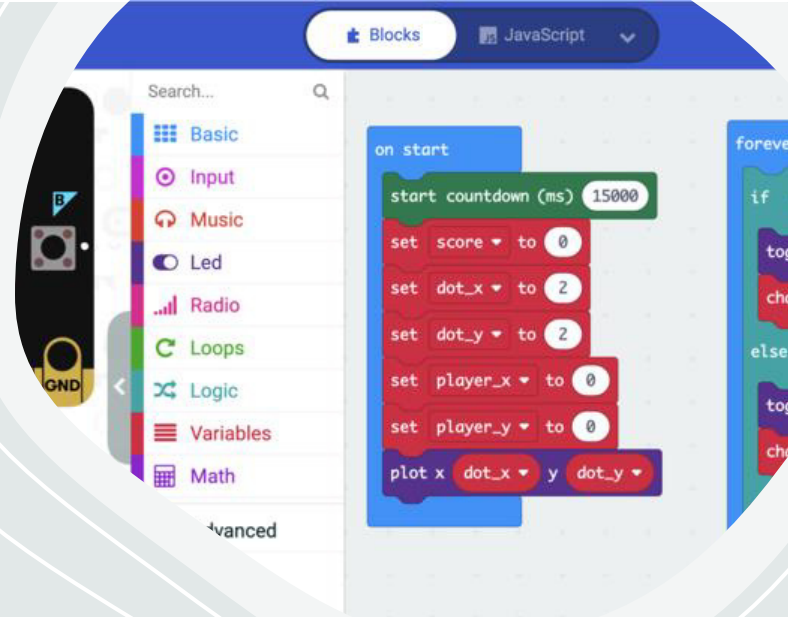 Blocks
JavaScript
Search...
Basic
Input
Music
Led
Radio
Loops
Logic
Variables
Math
B
GND
on start
start countdown (ms) 15000
set score to 0
set dot_x to 2
set dot_y to 2
set player_x to 0
set player_y to 0
plot x dot_x y dot_y
if